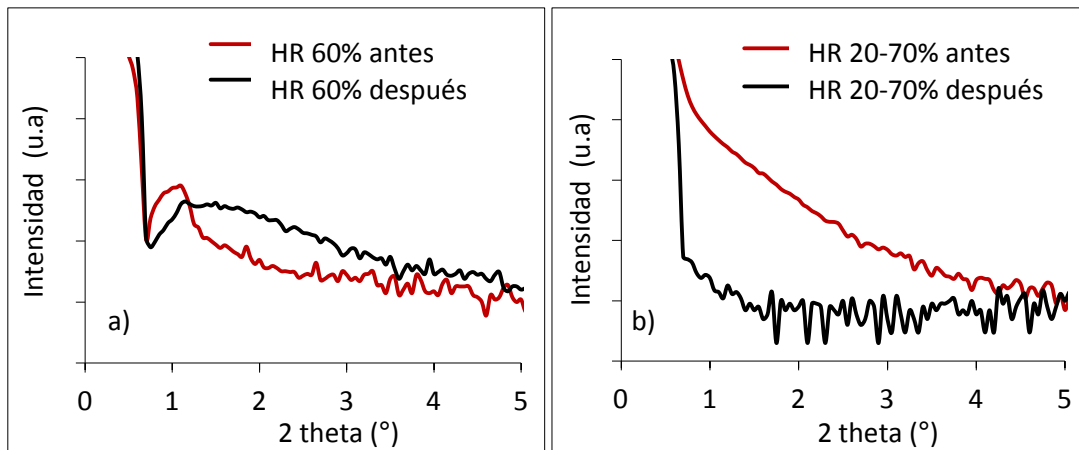 HR 60% antes
HR 60% después
Intensidad (u.a)
a)
0 1 2 3 4 5
2 theta (°)
HR 20-70% antes
HR 20-70% después
Intensidad (u.a)
b)
0 1 2 3 4 5
2 theta (°)